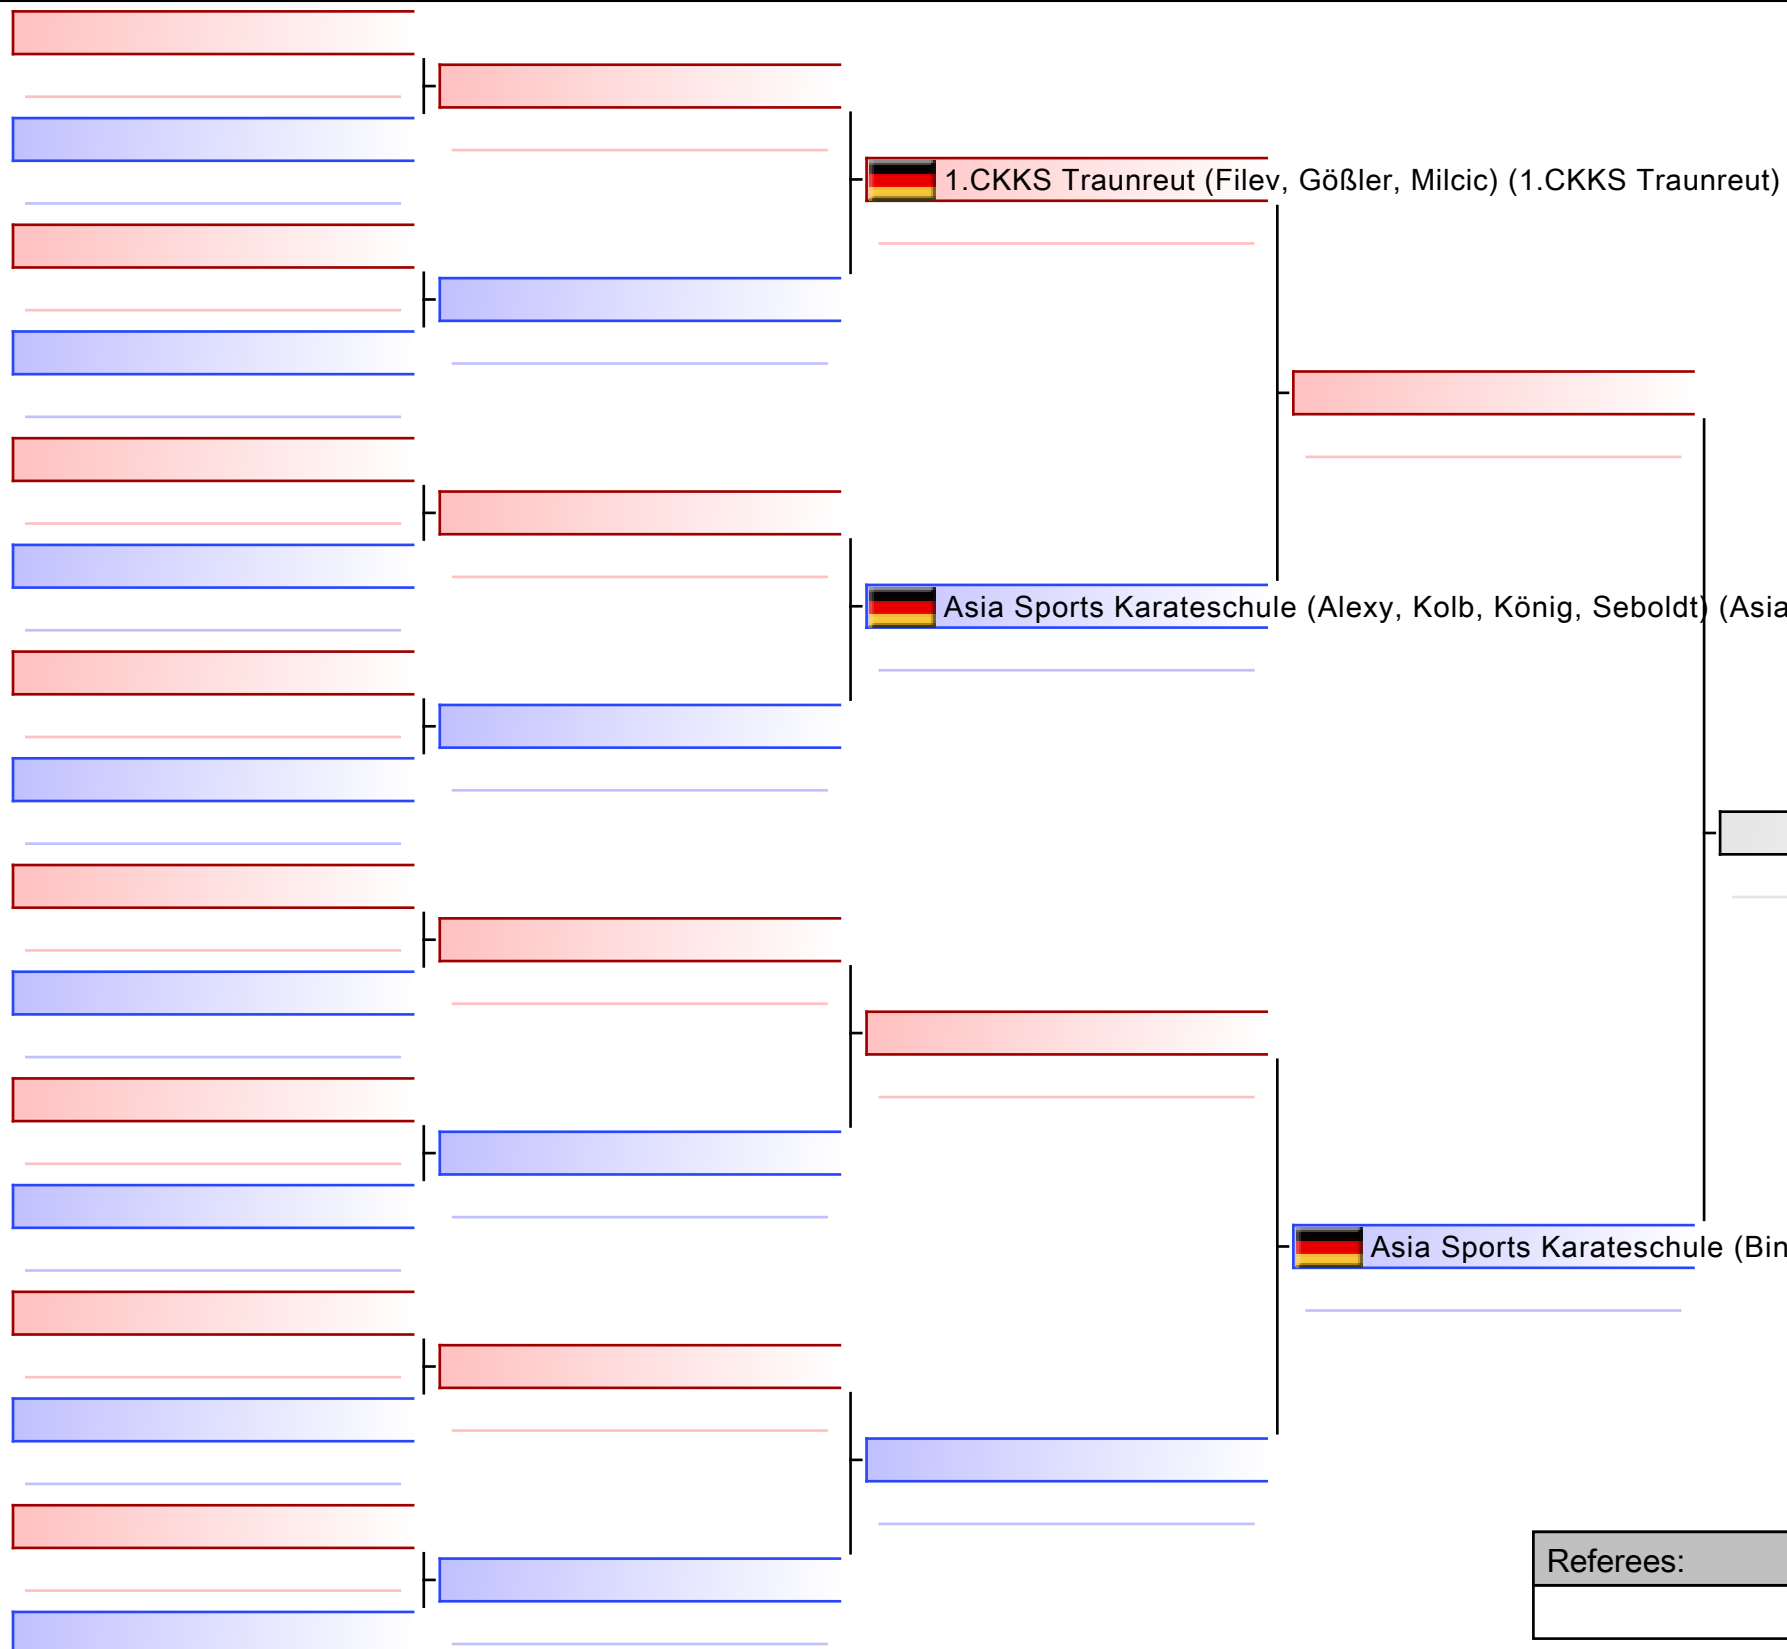 1.CKKS Traunreut (Filev, Gößler, Milcic) (1.CKKS Traunreut)
Asia Sports Karateschule (Alexy, Kolb, König, Seboldt) (Asia
Asia Sports Karateschule
Referees: